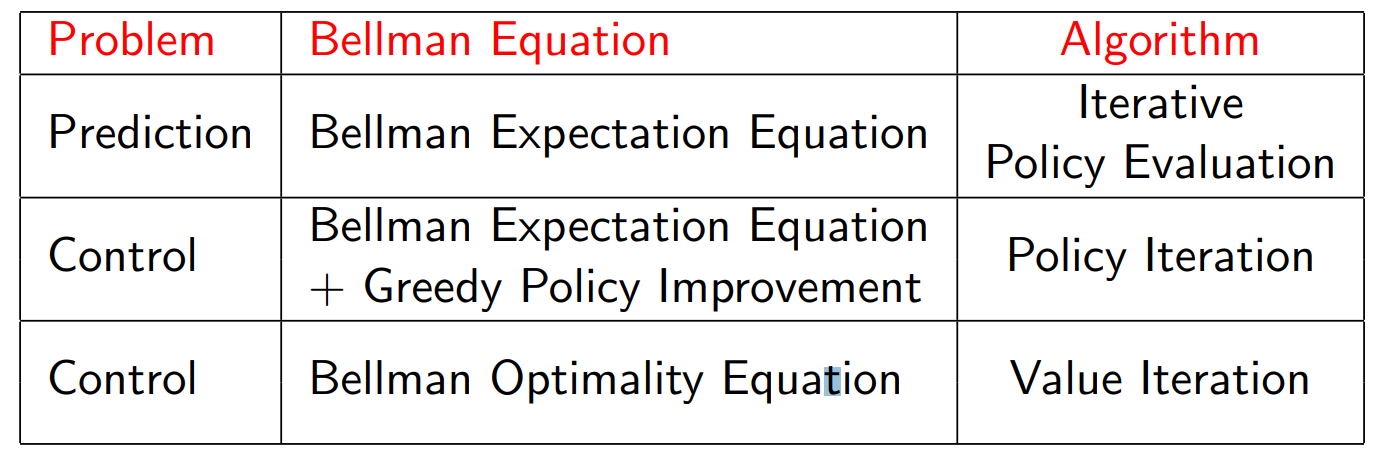 Problem Bellman Equation Algorithm
Prediction Bellman Expectation Equation Iterative
Policy Evaluation
Control Bellman Expectation Equation
+ Greedy Policy Improvement Policy Iteration
Control Bellman Optimality Equation Value Iteration